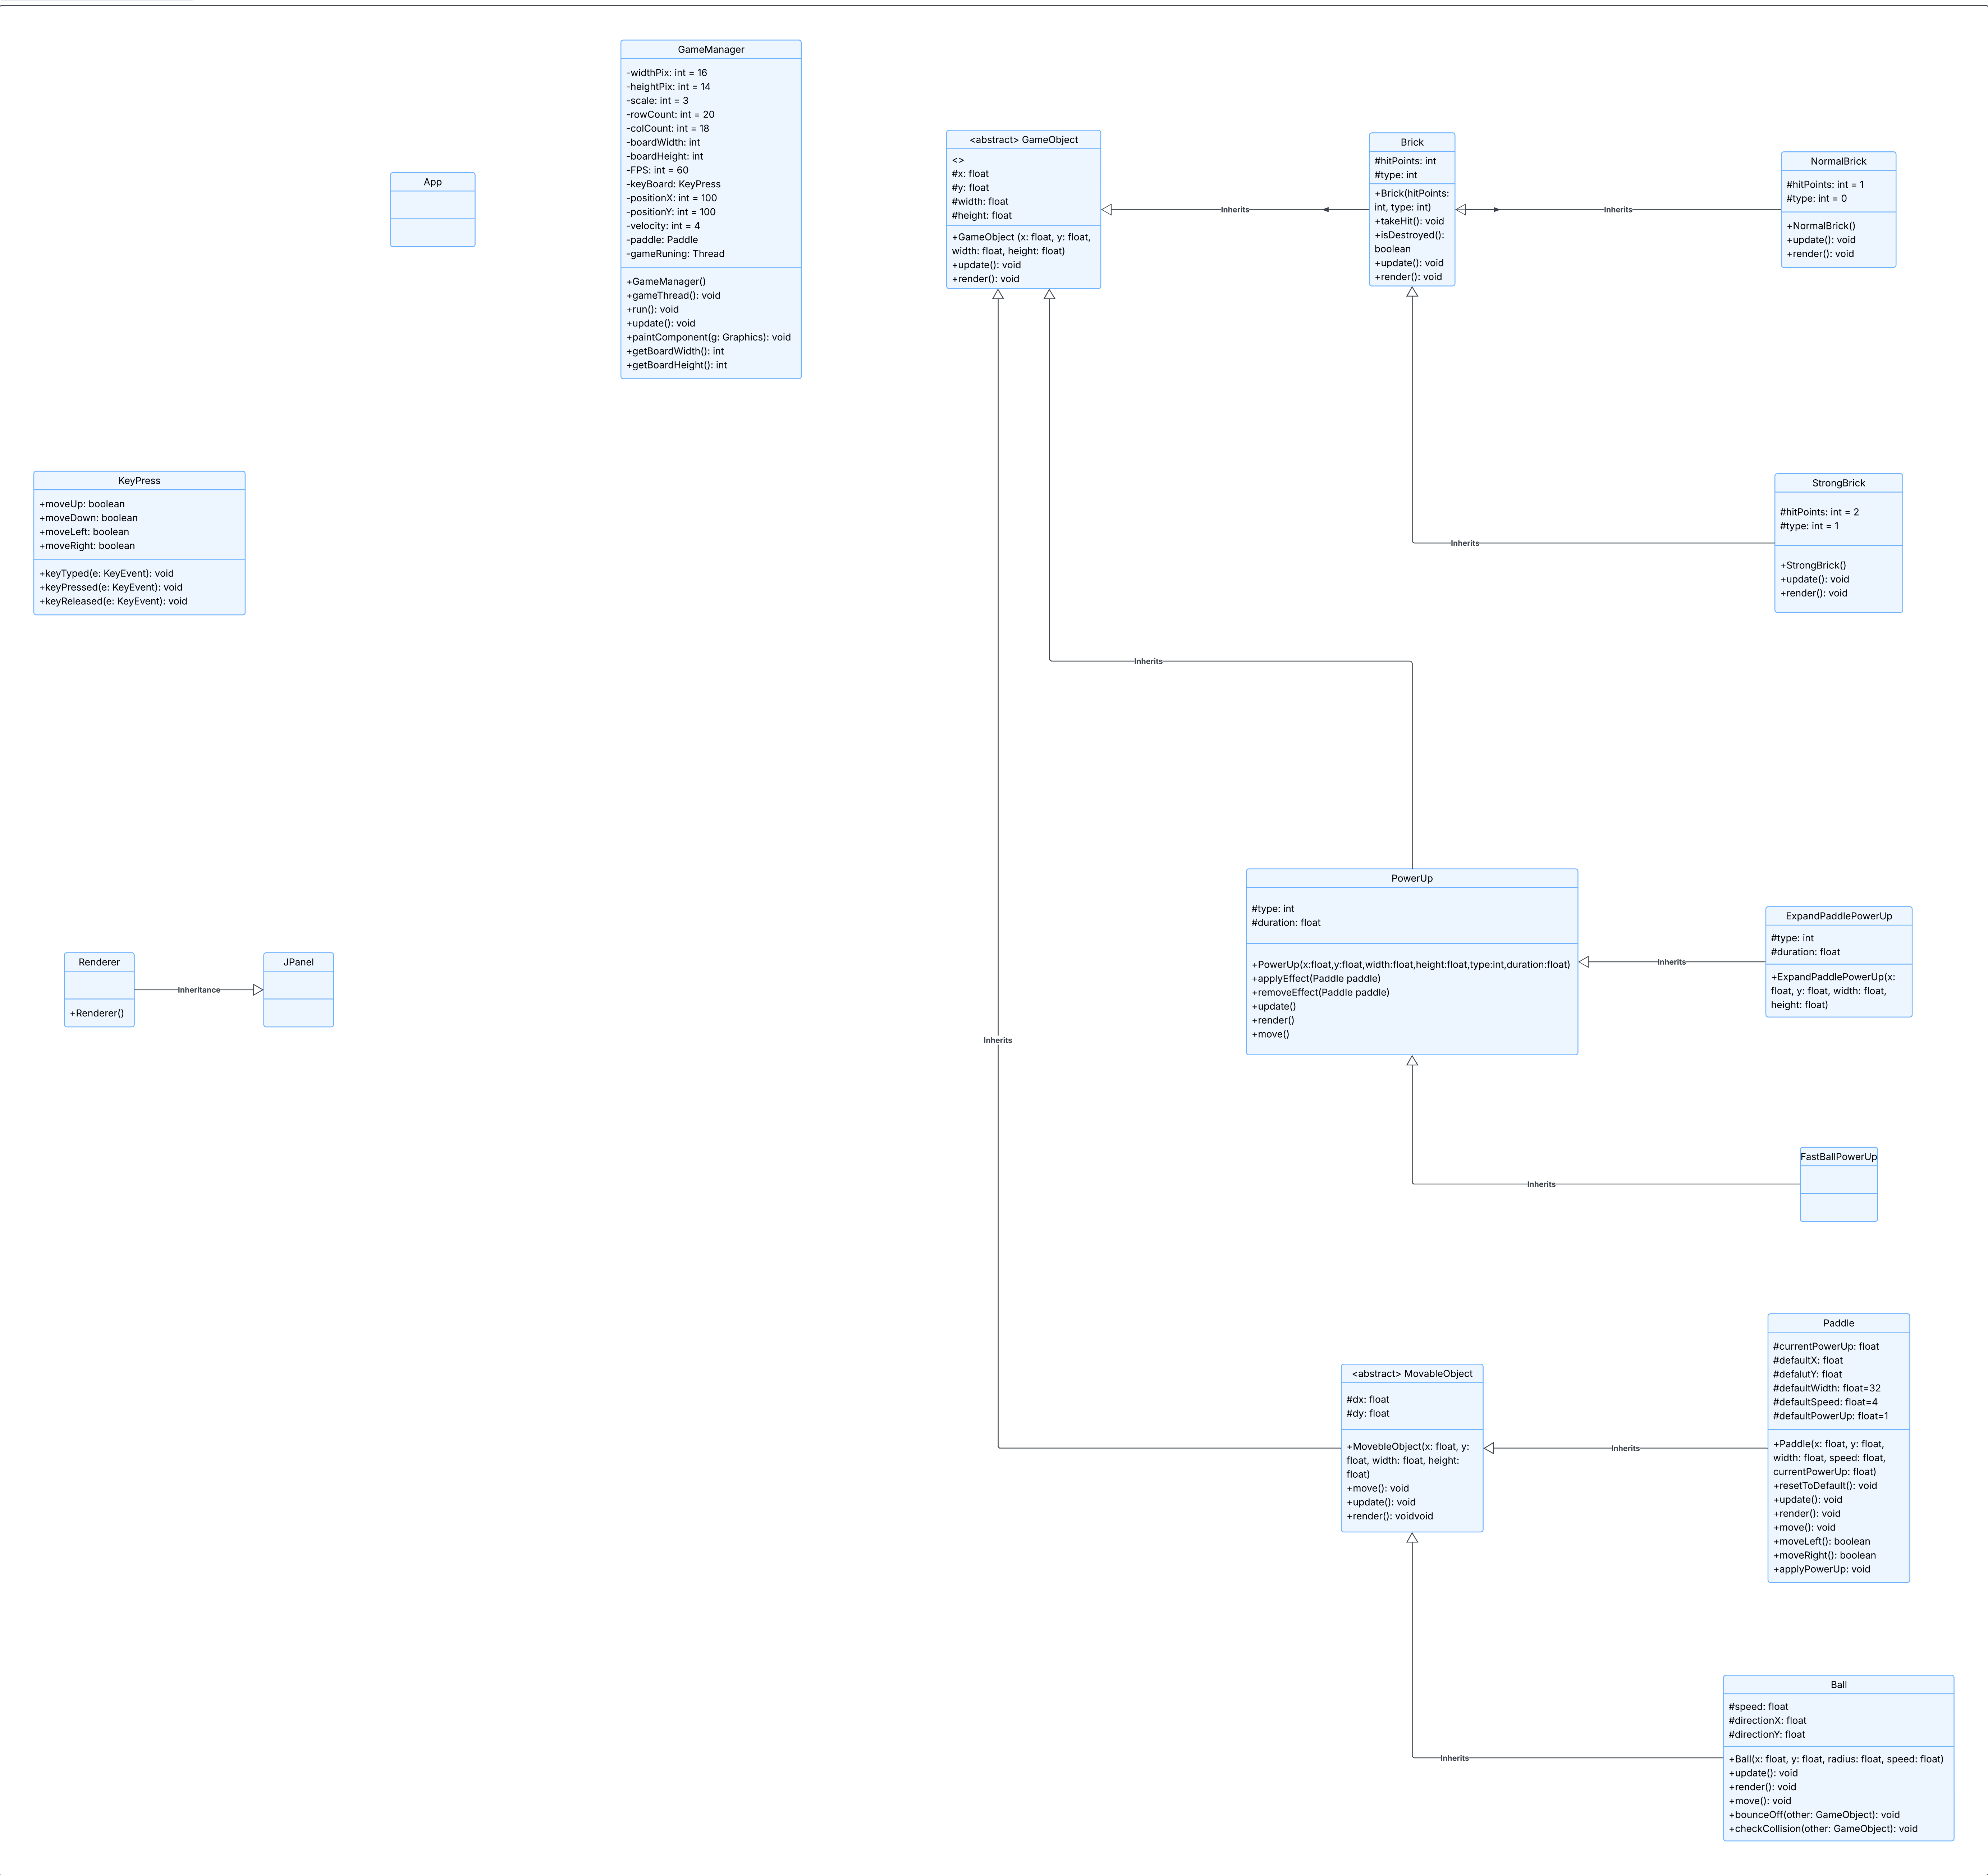 GameManager
-widthPix: int = 16
-heightPix: int = 14
-scale: int = 3
-rowCount: int = 20
-colCount: int = 18
-boardWidth: int
-boardHeight: int
-FPS: int = 60
-keyBoard: KeyPress
-positionX: int = 100
-positionY: int = 100
-velocity: int = 4
-paddle: Paddle
-gameRuning: Thread
+GameManager()
+gameThread(): void
+run(): void
+update(): void
+paintComponent(g: Graphics): void
+getBoardWidth(): int
+getBoardHeight(): int
<abstract> GameObject
<>
#x: float
#y: float
#width: float
#height: float
+GameObject (x: float, y: float,
width: float, height: float)
+update(): void
+render(): void
Inherits
Brick
#hitPoints: int
#type: int
+Brick(hitPoints:
int, type: int)
+takeHit(): void
+isDestroyed():
boolean
+update(): void
+render(): void
Inherits
NormalBrick
#hitPoints: int = 1
#type: int = 0
+NormalBrick()
+update(): void
+render(): void
App
KeyPress
+moveUp: boolean
+moveDown: boolean
+moveLeft: boolean
+moveRight: boolean
+keyTyped(e: KeyEvent): void
+keyPressed(e: KeyEvent): void
+keyReleased(e: KeyEvent): void
StrongBrick
#hitPoints: int = 2
#type: int = 1
+StrongBrick()
+update(): void
+render(): void
Inherits
Inherits
PowerUp
#type: int
#duration: float
+PowerUp(x:float,y:float,width:float,height:float,type:int,duration:float)
+applyEffect(Paddle paddle)
+removeEffect(Paddle paddle)
+update()
+render()
+move()
Inherits
ExpandPaddlePowerUp
#type: int
#duration: float
+ExpandPaddlePowerUp(x:
float, y: float, width: float,
height: float)
Renderer
+Renderer()
Inheritance
JPanel
Inherits
FastBallPowerUp
Inherits
<abstract> MovableObject
#dx: float
#dy: float
+MovebleObject(x: float, y:
float, width: float, height:
float)
+move(): void
+update(): void
+render(): voidvoid
Inherits
Paddle
#currentPowerUp: float
#defaultX: float
#defalutY: float
#defaultWidth: float=32
#defaultSpeed: float=4
#defaultPowerUp: float=1
+Paddle(x: float, y: float,
width: float, speed: float,
currentPowerUp: float)
+resetToDefault(): void
+update(): void
+render(): void
+move(): void
+moveLeft(): boolean
+moveRight(): boolean
+applyPowerUp: void
Inherits
Ball
#speed: float
#directionX: float
#directionY: float
+Ball(x: float, y: float, radius: float, speed: float)
+update(): void
+render(): void
+move(): void
+bounceOff(other: GameObject): void
+checkCollision(other: GameObject): void